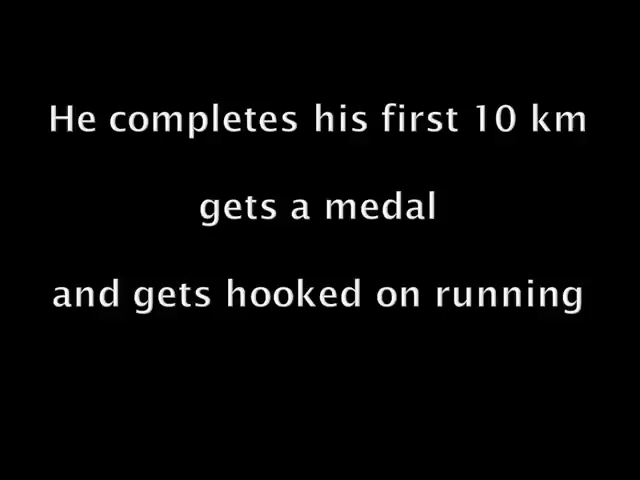 He completes his first 10 km
gets a medal
and gets hooked on running